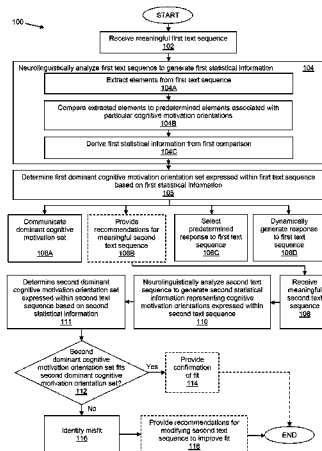 100
START
Receive meaningful first text sequence
102
Neurolinguistically analyze first text sequence to generate first statistical information 104
Extract elements from first text sequence
104A
Compare extracted elements to predetermined elements associated with
particular cognitive motivation orientations
104B
Derive first statistical information from first comparison
104C
Determine first dominant cognitive motivation orientation set expressed within first text sequence
based on first statistical information
106
Communicate
dominant cognitive
motivation set
106A
Provide
recommendations for
meaningful second text
sequence
106B
Select
predetermined
response to first text
sequence
106C
Dynamically
generate response
to first text
sequence
106D
Determine second dominant
cognitive motivation orientation set
expressed within second text
sequence based on second
statistical information
111
Neurolinguistically analyze second text
sequence to generate second statistical
information representing cognitive
motivation orientations expressed within
second text sequence
110
Receive
meaningful
second text
sequence
108
Second
dominant cognitive
motivation orientation set fits
second dominant cognitive
motivation orientation set?
112
Yes
Provide
confirmation
of fit
114
No
Identify misfit
116
Provide recommendations for
modifying second text
sequence to improve fit
118
END